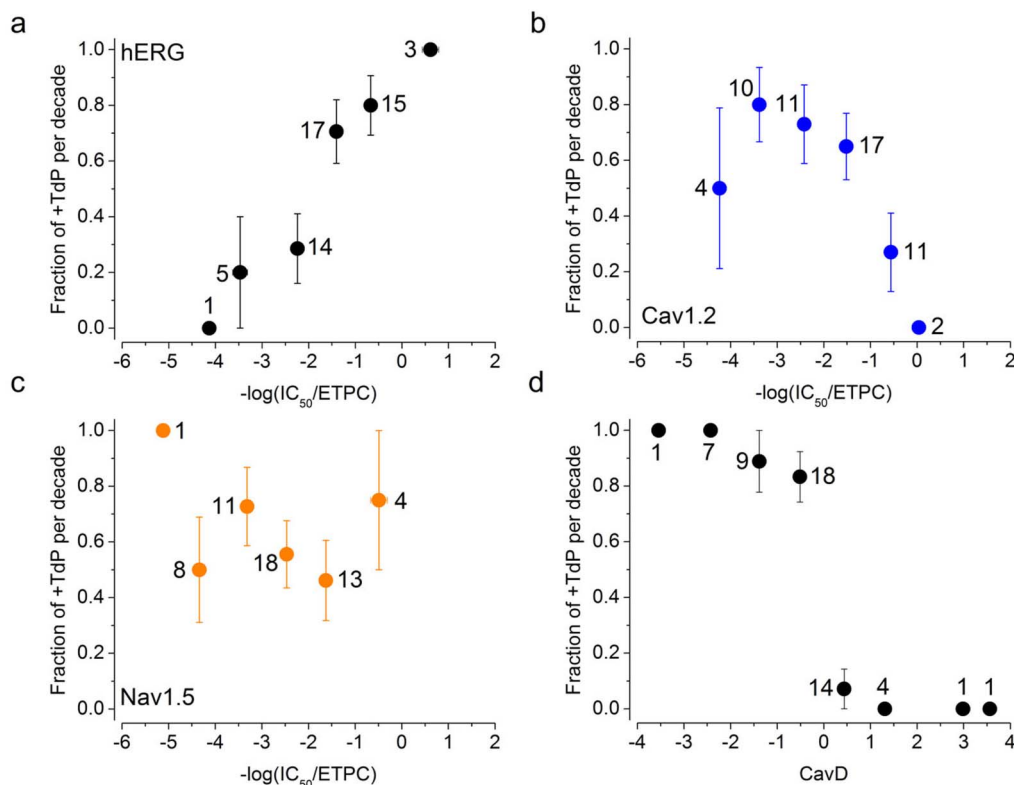 a
hERG
Fraction of +TdP per decade
1.0
0.8
0.6
0.4
0.2
0.0
3
15
17
14
5
1
-6 -5 -4 -3 -2 -1 0 1 2
-log(IC50/ETPC)
b
Cav1.2
Fraction of +TdP per decade
1.0
0.8
0.6
0.4
0.2
0.0
10
11
17
4
11
2
-6 -5 -4 -3 -2 -1 0 1 2
-log(IC50/ETPC)
c
Nav1.5
Fraction of +TdP per decade
1.0
0.8
0.6
0.4
0.2
0.0
1
11
4
8
18
13
-6 -5 -4 -3 -2 -1 0 1 2
-log(IC50/ETPC)
d
Fraction of +TdP per decade
1.0
0.8
0.6
0.4
0.2
0.0
1
7
9
18
14
4
1
1
-4 -3 -2 -1 0 1 2 3 4
CavD